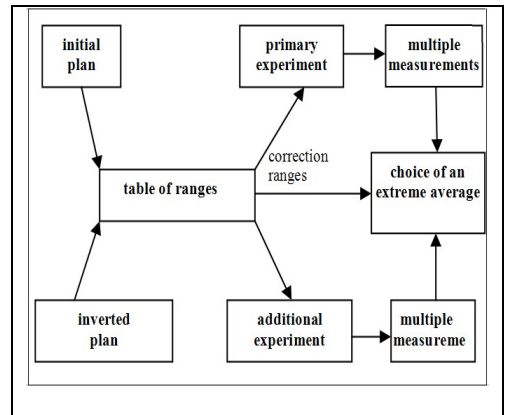 initial
plan
primary
experiment
multiple
measurements
correction
ranges
table of ranges
choice of an
extreme average
inverted
plan
additional
experiment
multiple
measureme